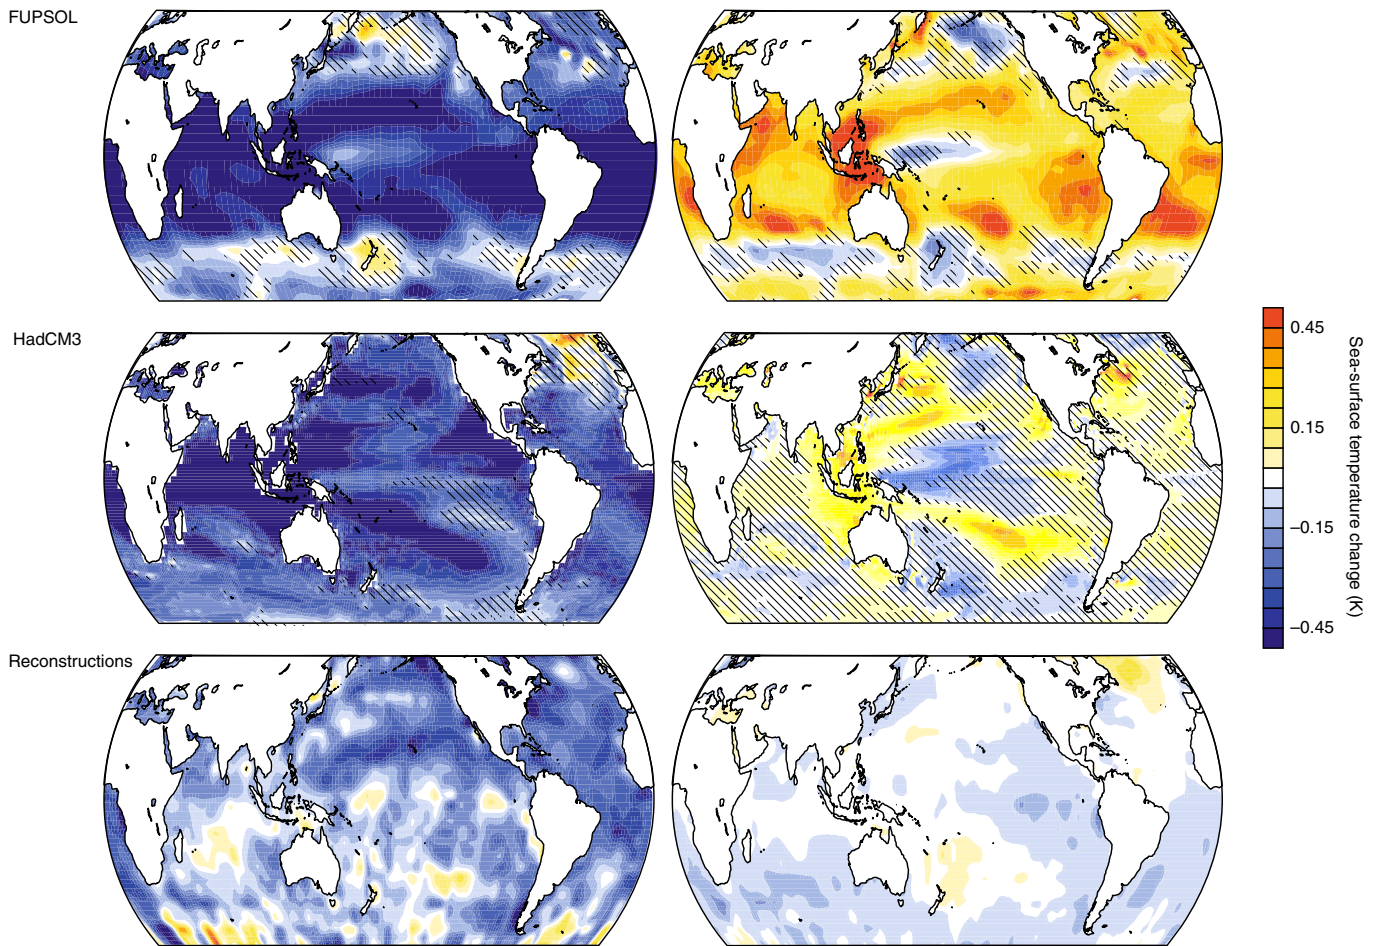 FUPSOL
HadCM3
Reconstructions
0.45
0.15
–0.15
–0.45
Sea-surface temperature change (K)